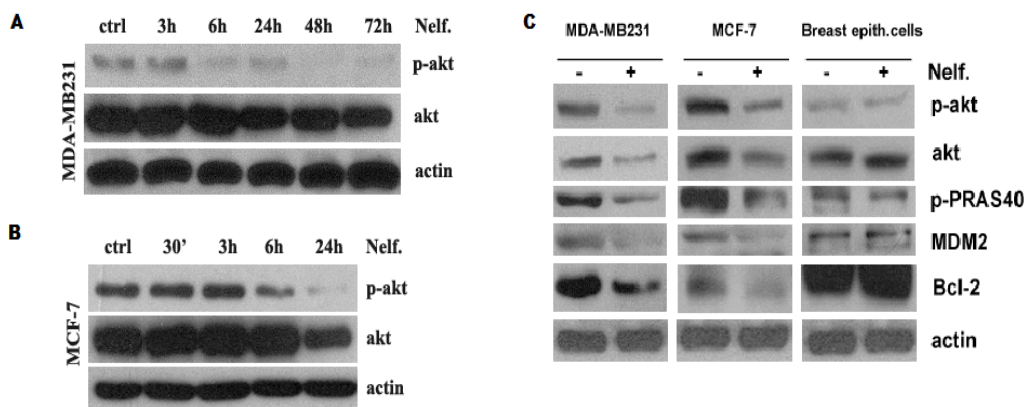 A
ctrl 3h 6h 24h 48h 72h Nelf.
MDA-MB231
p-akt
akt
actin
B
ctrl 30’ 3h 6h 24h Nelf.
MCF-7
p-akt
akt
actin
C
MDA-MB231 MCF-7 Breast epith.cells
- + - + - + Nelf.
p-akt
akt
p-PRAS40
MDM2
Bcl-2
actin